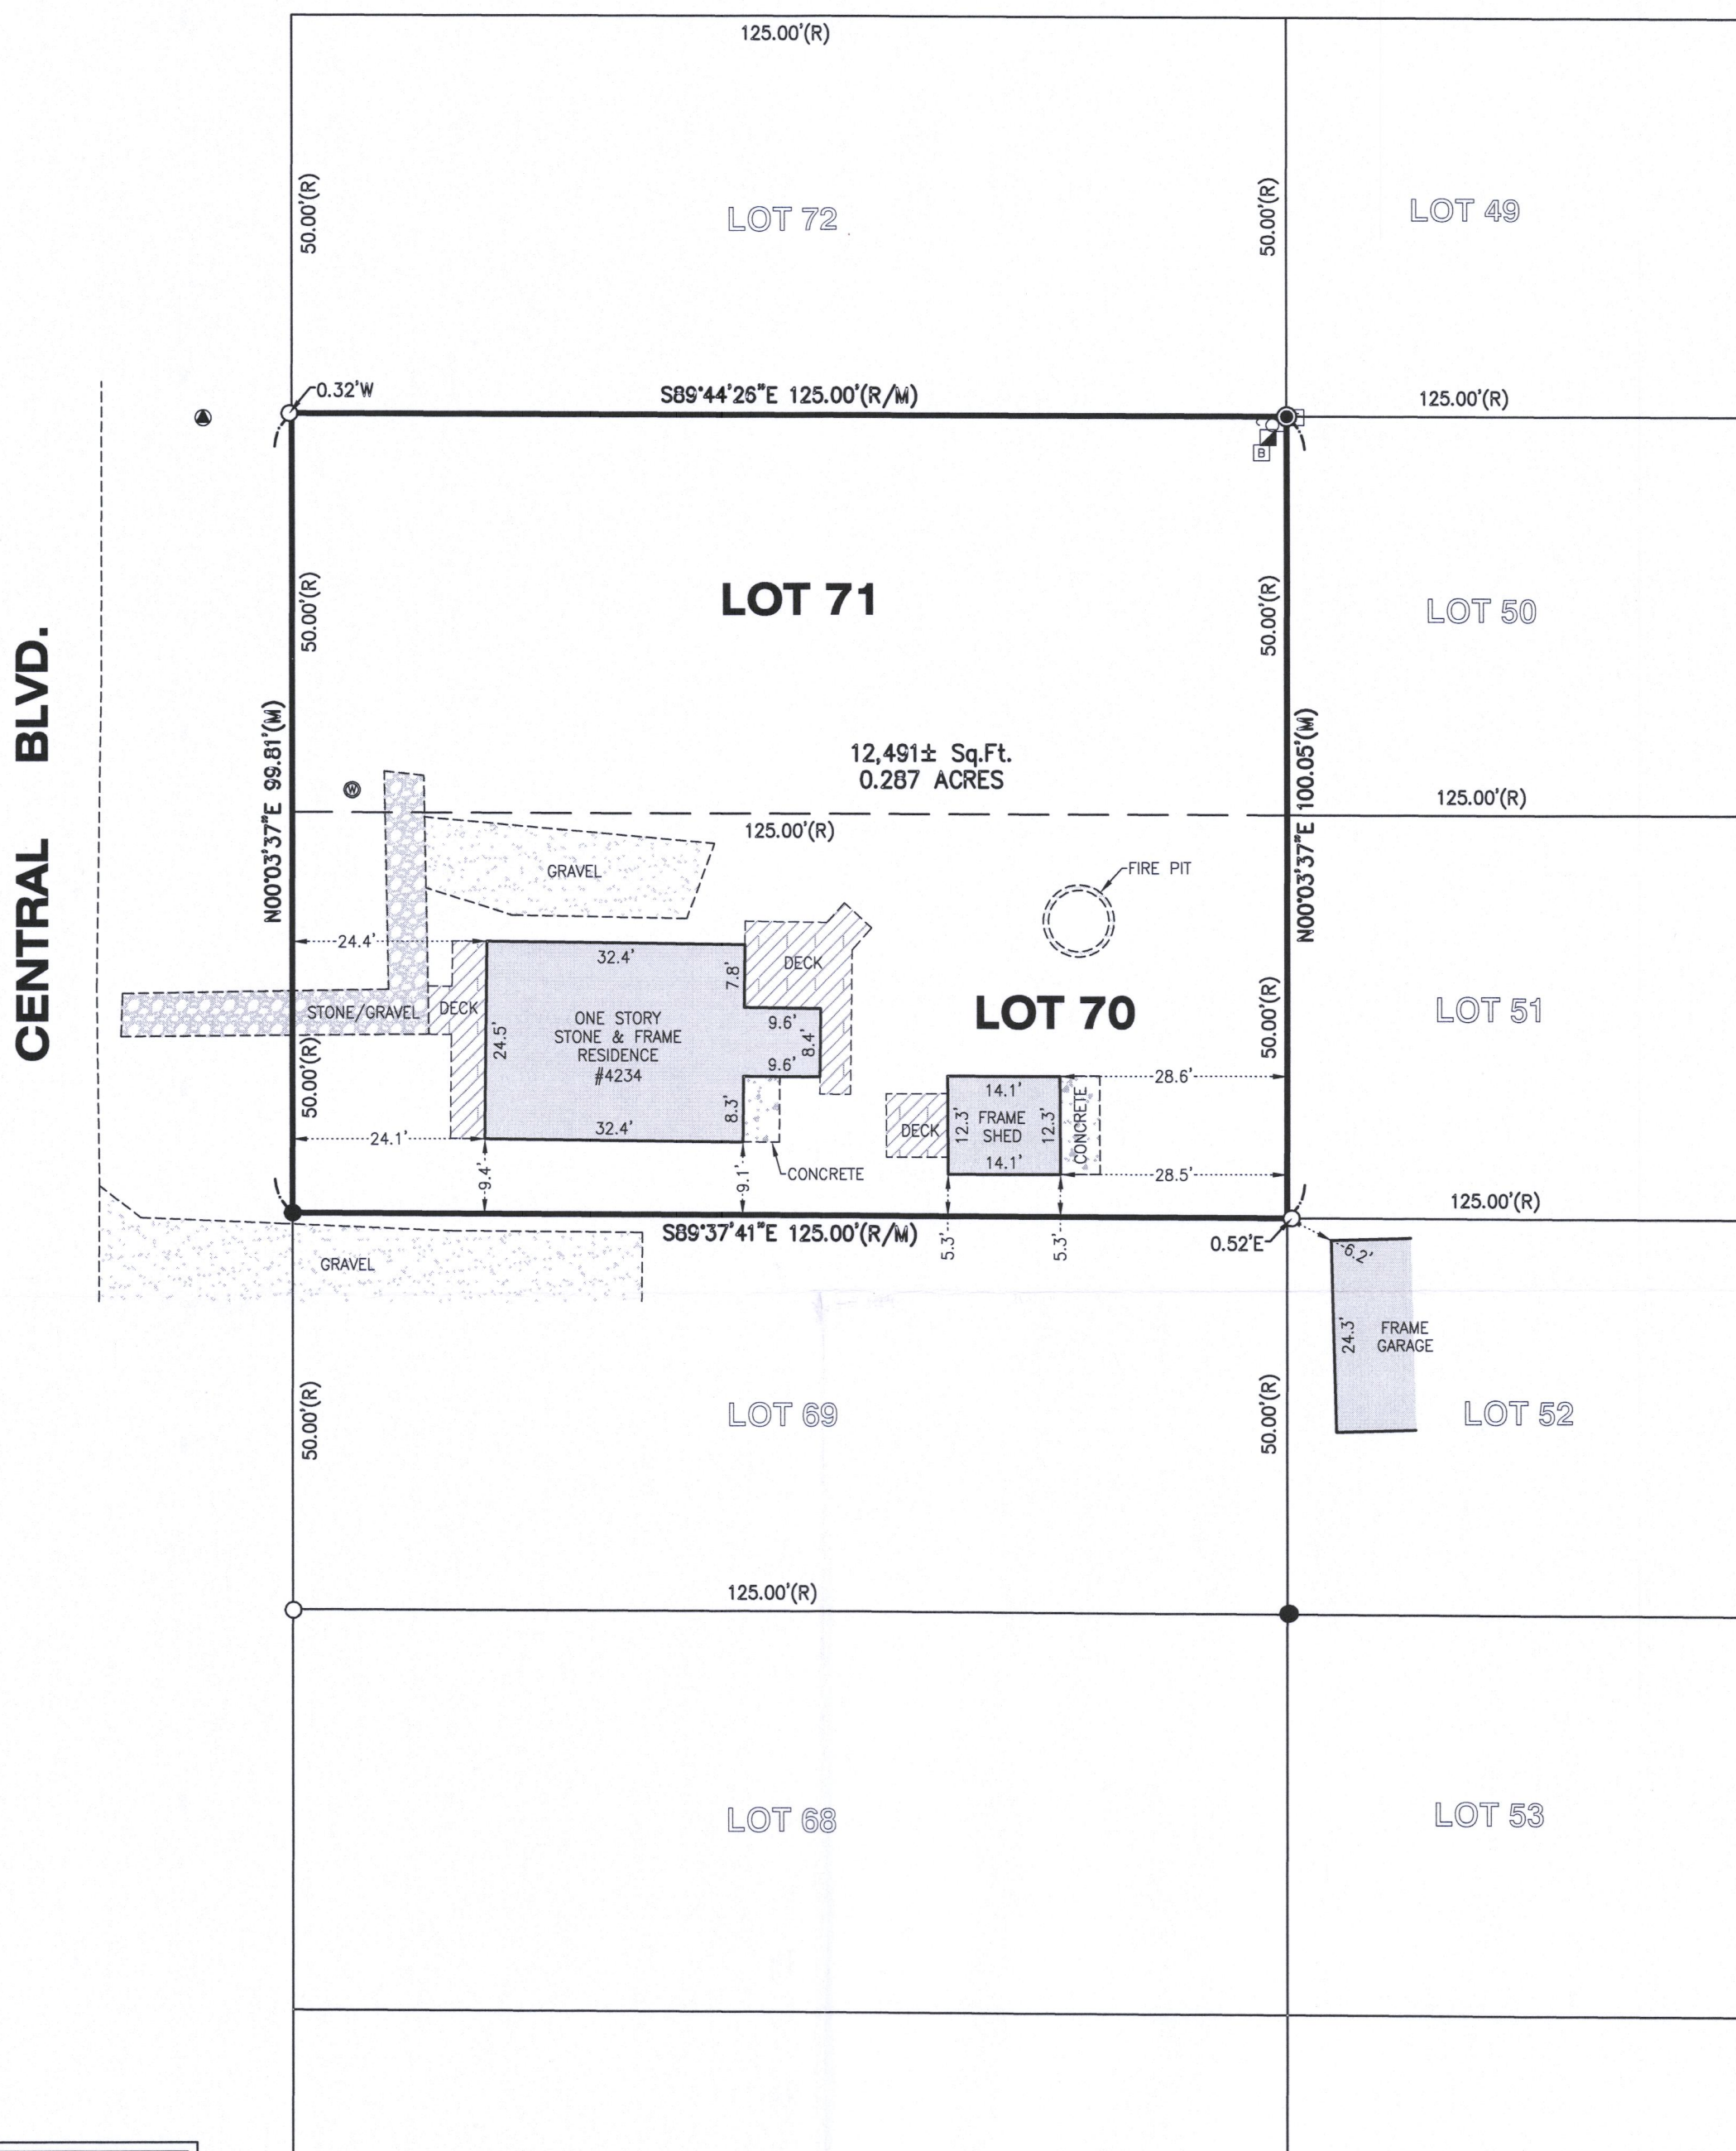 125.00'(R)
50.00'(R)
LOT 72
50.00'(R)
LOT 49
0.32'W
S89°44'26"E 125.00'(R/M)
125.00'(R)
B
50.00'(R)
LOT 71
50.00'(R)
LOT 50
CENTRAL BLVD.
N00°03'37"E 99.81'(M)
12,491± Sq.Ft.
0.287 ACRES
N00°03'37"E 100.05'(M)
W
125.00'(R)
125.00'(R)
GRAVEL
FIRE PIT
24.4'
32.4'
7.8'
DECK
STONE/GRAVEL
DECK
24.5'
ONE STORY
STONE & FRAME
RESIDENCE
#4234
9.6'
8.4'
9.6'
LOT 70
50.00'(R)
LOT 51
50.00'(R)
8.3'
32.4'
24.1'
DECK
14.1'
12.3'
FRAME
SHED
12.3'
14.1'
CONCRETE
28.6'
28.5'
9.4'
9.1'
CONCRETE
S89°37'41"E 125.00'(R/M)
5.3'
5.3'
0.52'E
125.00'(R)
6.2'
GRAVEL
24.3'
FRAME
GARAGE
50.00'(R)
LOT 69
50.00'(R)
LOT 52
125.00'(R)
LOT 68
LOT 53